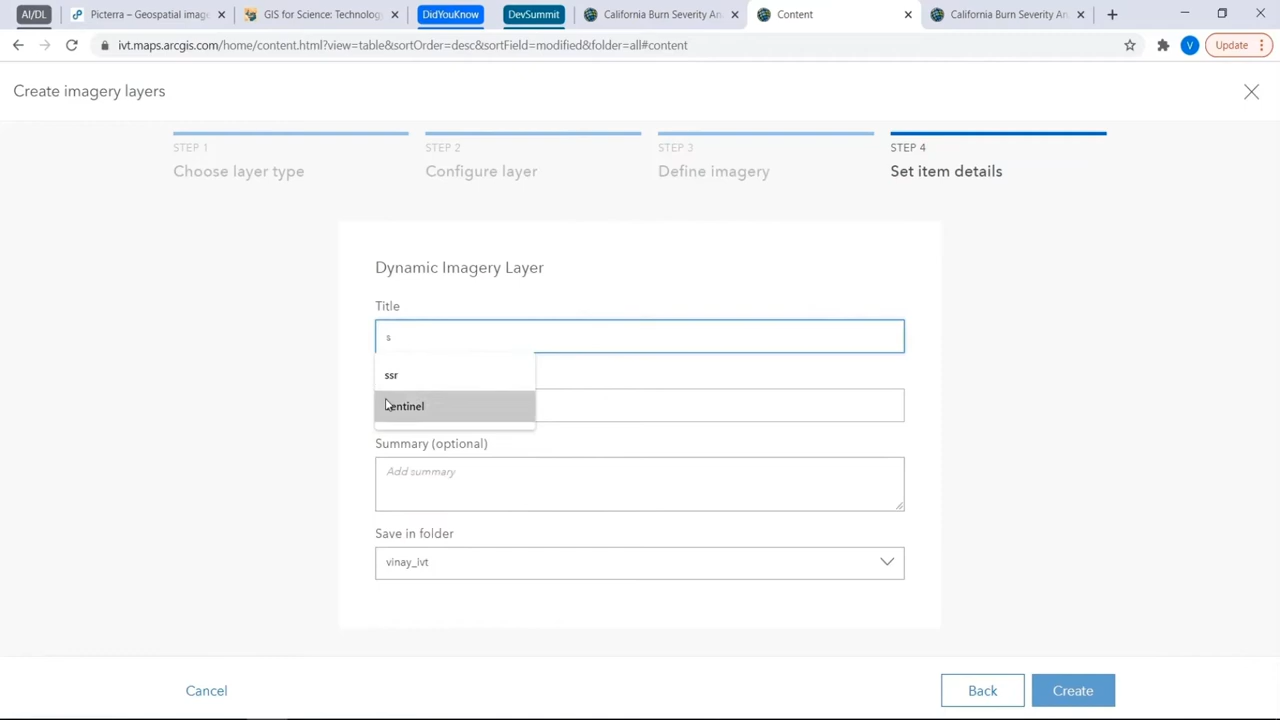 AI/DL
Picterra – Geospatial image
GIS for Science: Technolog
DidYouKnow
DevSummit
California Burn Severity An
Content
California Burn Severity An
ivt.maps.arcgis.com/home/content.html?view=table&sortOrder=desc&sortField=modified&folder=all#content
V
Update
Create imagery layers
STEP 1
STEP 2
STEP 3
STEP 4
Choose layer type
Configure layer
Define imagery
Set item details
Dynamic Imagery Layer
Title
s
ssr
sentinel
Summary (optional)
Add summary
Save in folder
vinay_ivt
Cancel
Back
Create